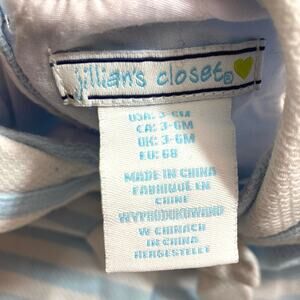 jillian's closet®
USA: 3-6M
CA: 3-6M
UK: 3-6M
EU: 68
MADE IN CHINA
FABRIQUÉ EN
CHINE
WYPRODUKOWANO
W CHINACH
IN CHINA
HERGESTELLT